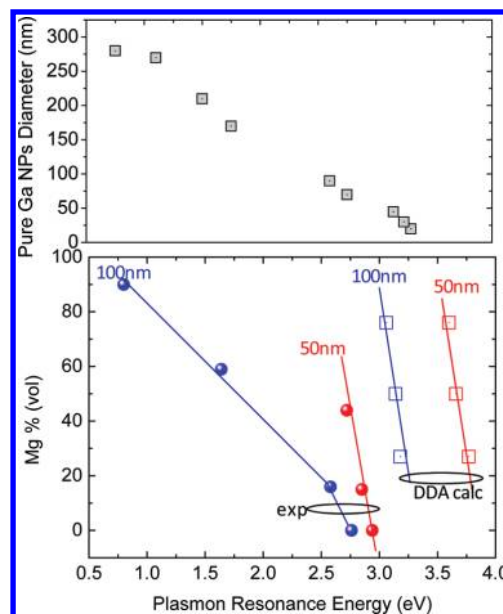 300
250
200
150
100
50
0
Pure Ga NPs Diameter (nm)
100
80
60
40
20
0
Mg % (vol)
100nm
50nm
100nm
50nm
exp
DDA calc
0.5 1.0 1.5 2.0 2.5 3.0 3.5 4.0
Plasmon Resonance Energy (eV)